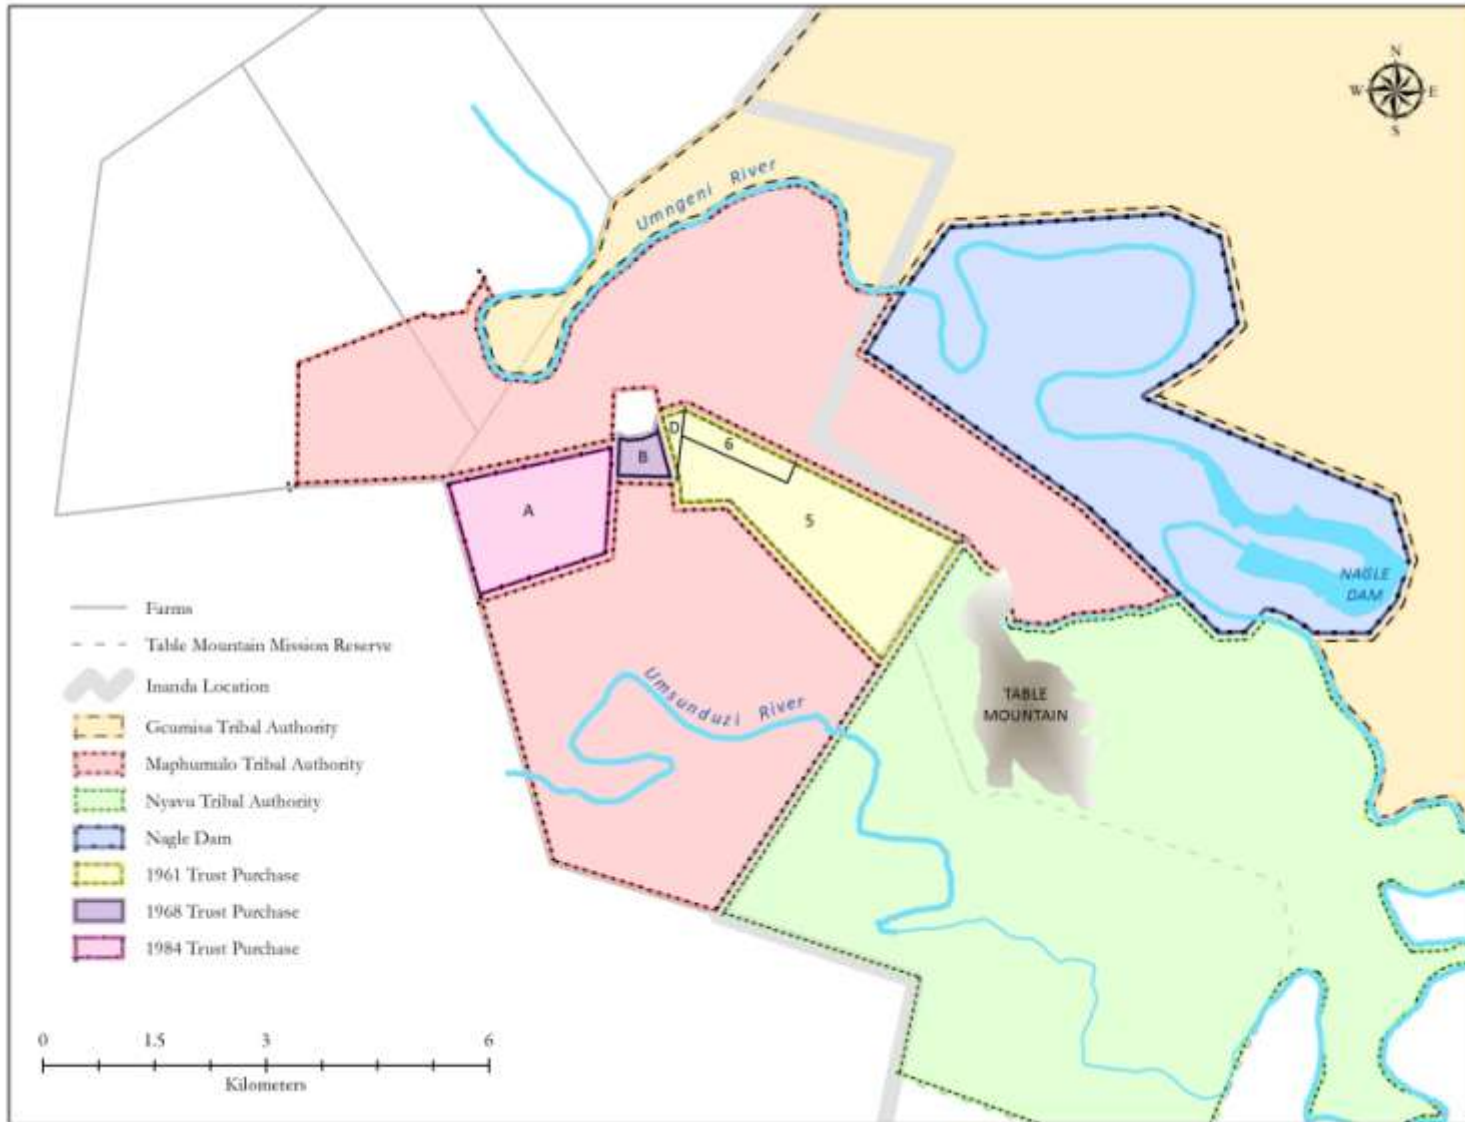 N
W E
S
Umngeni River
D
6
B
A
5
NAGLE
DAM
Farms
Table Mountain Mission Reserve
Inanda Location
Gcumisa Tribal Authority
Maphumulo Tribal Authority
Nyavu Tribal Authority
Nagle Dam
1961 Trust Purchase
1968 Trust Purchase
1984 Trust Purchase
Umsunduzi River
TABLE
MOUNTAIN
0 1.5 3 6
Kilometers